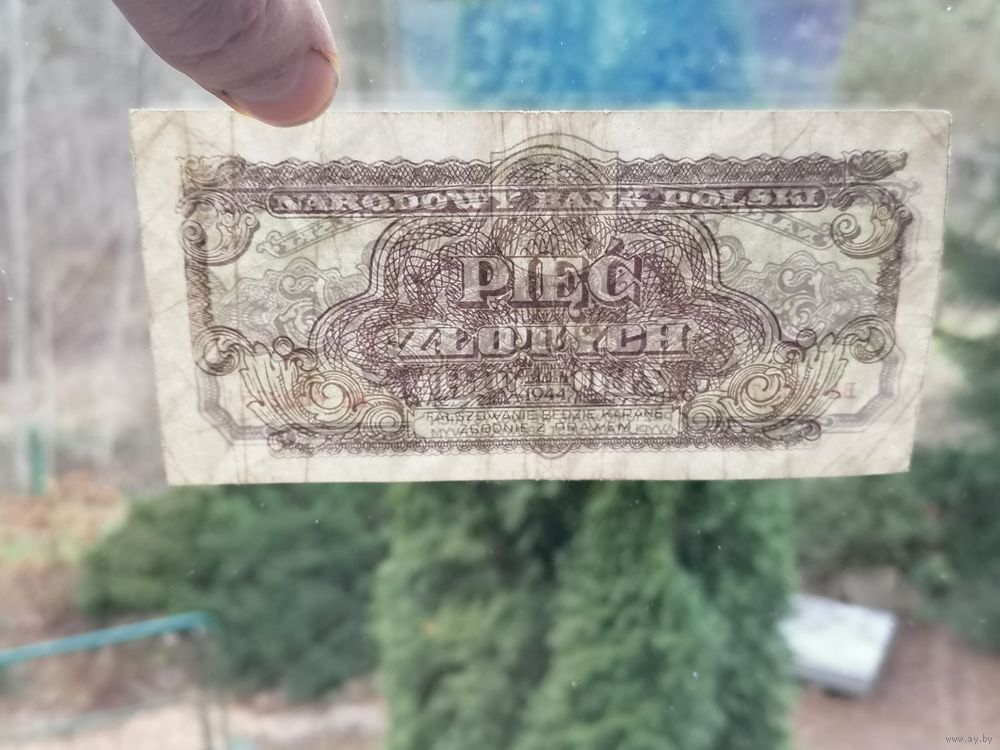 NARODOWY BANK POLSKI
PIĘĆ
ZŁOTYCH
1944
FAŁSZOWANIE BĘDZIE KARANE
ZGODNIE Z PRAWEM
www.ay.by